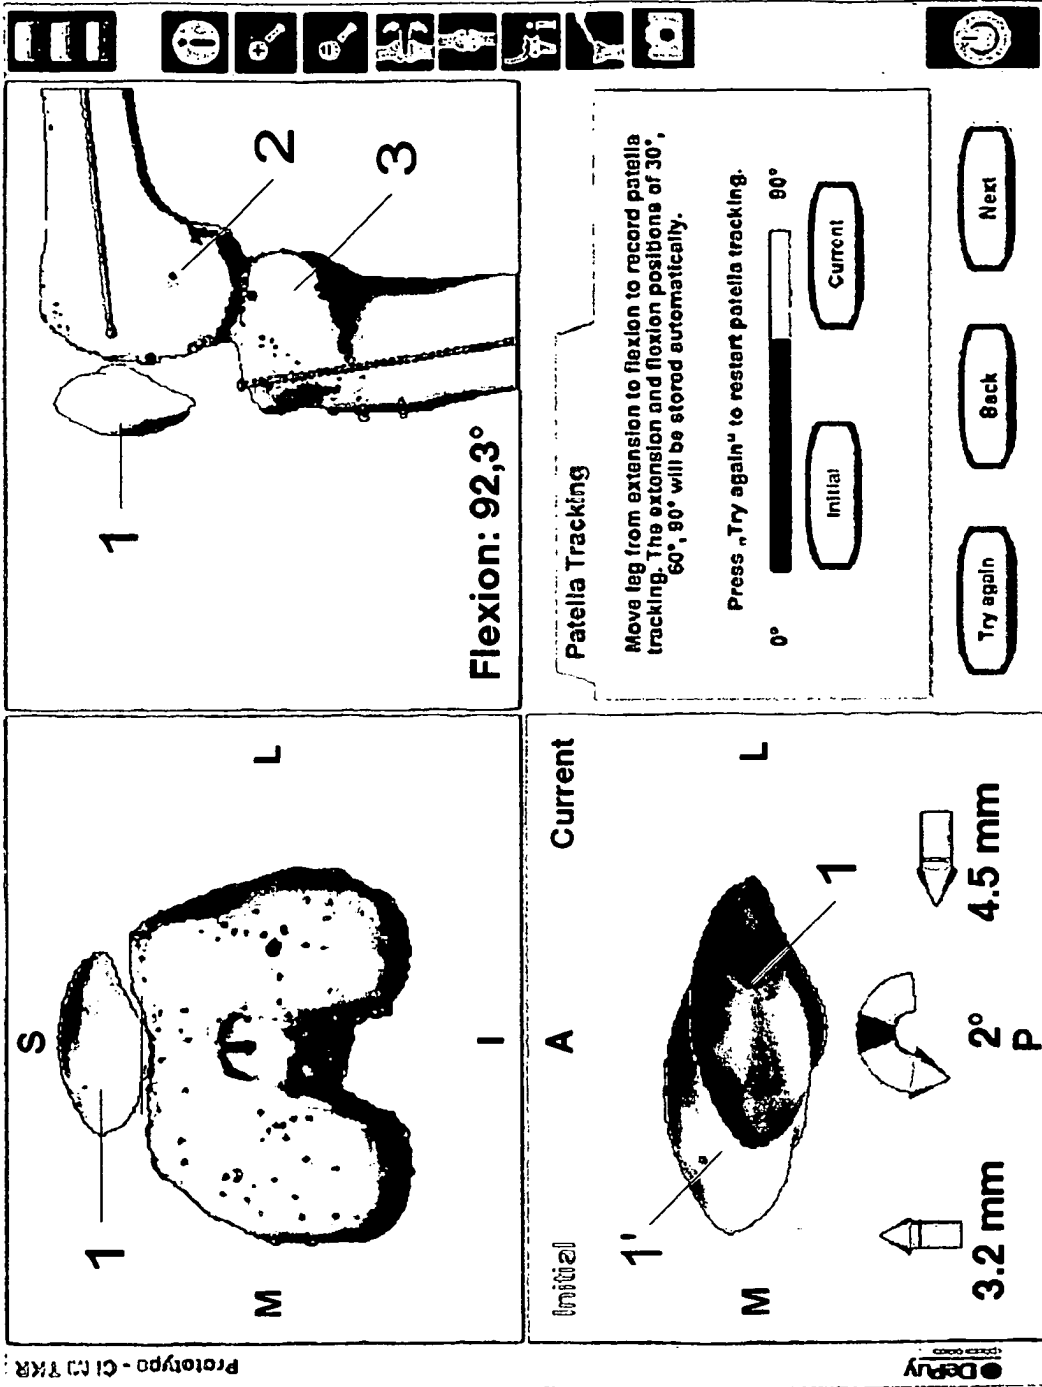 S
1
M
L
I
1
2
3
Flexion: 92,3°
Initial
A
Current
1'
1
M
L
3.2 mm
2°
P
4.5 mm
Patella Tracking
Move leg from extension to flexion to record patella
tracking. The extension and flexion positions of 30°,
60°, 90° will be stored automatically.
Press „Try again" to restart patella tracking.
0°
90°
Initial
Current
Try again
Back
Next
DePuy